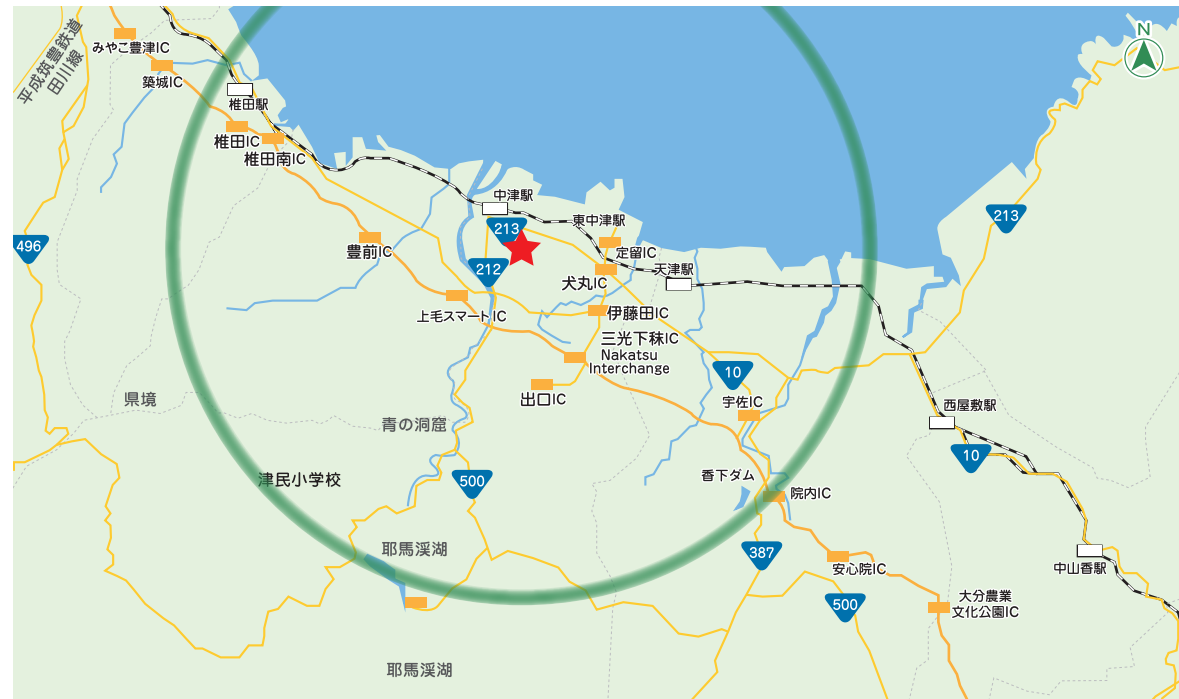 N
平成筑豊鉄道
田川線
みやこ豊津IC
築城IC
椎田駅
椎田IC
椎田南IC
中津駅
213
東中津駅
213
496
豊前IC
定留IC
212
天津駅
犬丸IC
上毛スマートIC
伊藤田IC
三光下秣IC
Nakatsu
Interchange
10
出口IC
県境
宇佐IC
西屋敷駅
青の洞窟
10
津民小学校
500
香下ダム
院内IC
耶馬渓湖
387
安心院IC
中山香駅
500
大分農業
文化公園IC
耶馬渓湖